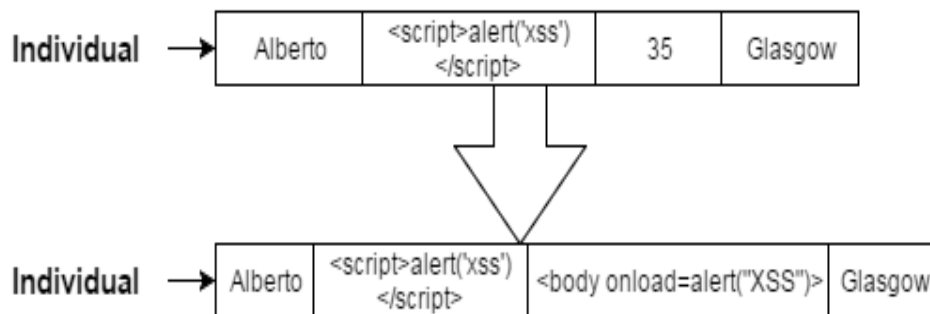 Individual
Alberto
<script>alert('xss')
</script>
35
Glasgow
Individual
Alberto
<script>alert('xss')
</script>
<body onload=alert("XSS")>
Glasgow